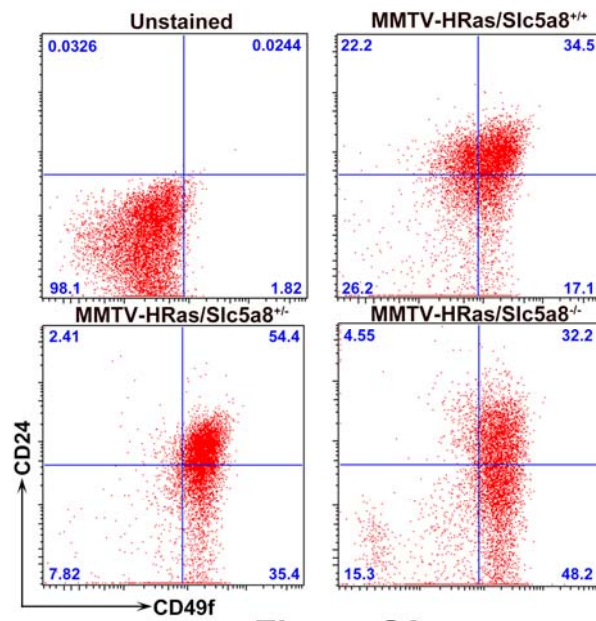 Unstained
0.0326 0.0244
98.1 1.82
MMTV-HRas/Slc5a8+/+
22.2 34.5
26.2 17.1
MMTV-HRas/Slc5a8+/-
2.41 54.4
7.82 35.4
MMTV-HRas/Slc5a8-/-
4.55 32.2
15.3 48.2
CD24
CD49f